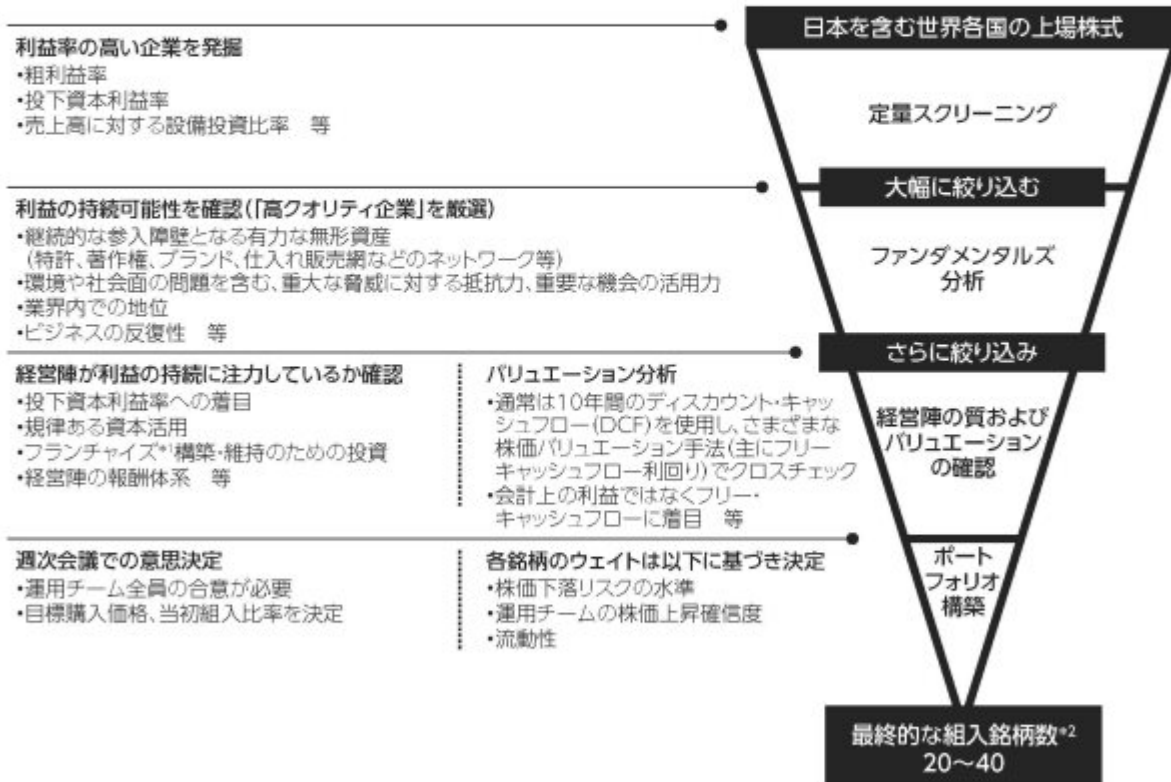 日本を含む世界各国の上場株式
利益率の高い企業を発掘
・粗利益率
・投下資本利益率
・売上高に対する設備投資比率　等
定量スクリーニング
大幅に絞り込む
利益の持続可能性を確認(「高クオリティ企業」を厳選)
・継続的な参入障壁となる有力な無形資産
(特許、著作権、ブランド、仕入れ販売網などのネットワーク等)
・環境や社会面の問題を含む、重大な脅威に対する抵抗力、重要な機会の活用力
・業界内での地位
・ビジネスの反復性　等
ファンダメンタルズ
分析
さらに絞り込み
経営陣が利益の持続に注力しているか確認
・投下資本利益率への着目
・規律ある資本活用
・フランチャイズ*1構築・維持のための投資
・経営陣の報酬体系　等
バリュエーション分析
・通常は10年間のディスカウント・キャッ
シュフロー(DCF)を使用し、さまざまな
株価バリュエーション手法(主にフリー
キャッシュフロー利回り)でクロスチェック
・会計上の利益ではなくフリー・
キャッシュフローに着目　等
経営陣の質および
バリュエーション
の確認
週次会議での意思決定
・運用チーム全員の合意が必要
・目標購入価格、当初組入比率を決定
各銘柄のウェイトは以下に基づき決定
・株価下落リスクの水準
・運用チームの株価上昇確信度
・流動性
ポート
フォリオ
構築
最終的な組入銘柄数*2
20〜40